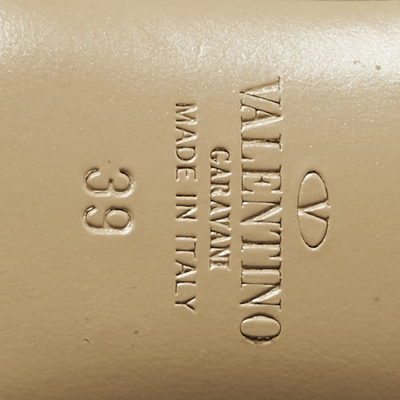 V
VALENTINO
GARAVANI
MADE IN ITALY
39